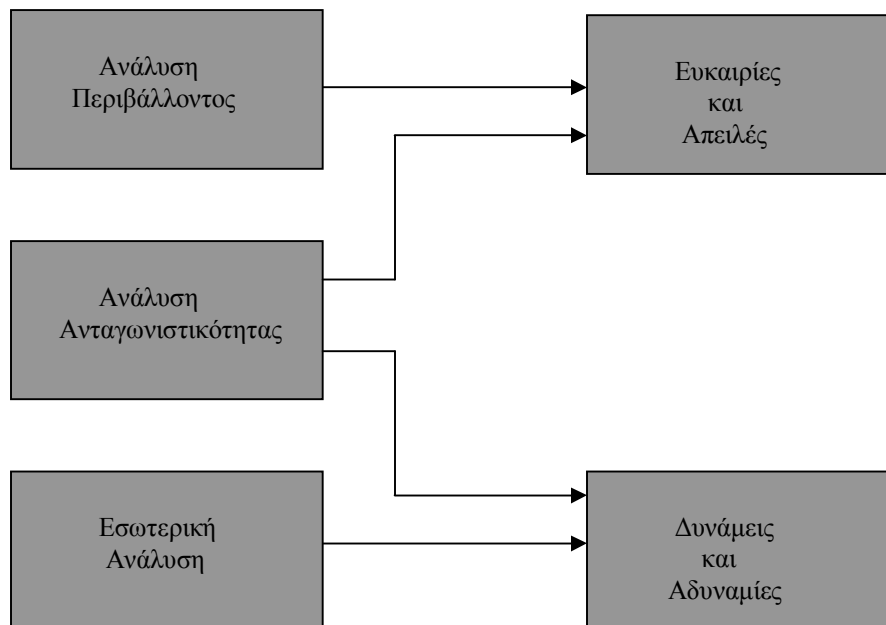 Ανάλυση
Περιβάλλοντος
Ευκαιρίες
και
Απειλές
Ανάλυση
Ανταγωνιστικότητας
Εσωτερική
Ανάλυση
Δυνάμεις
και
Αδυναμίες